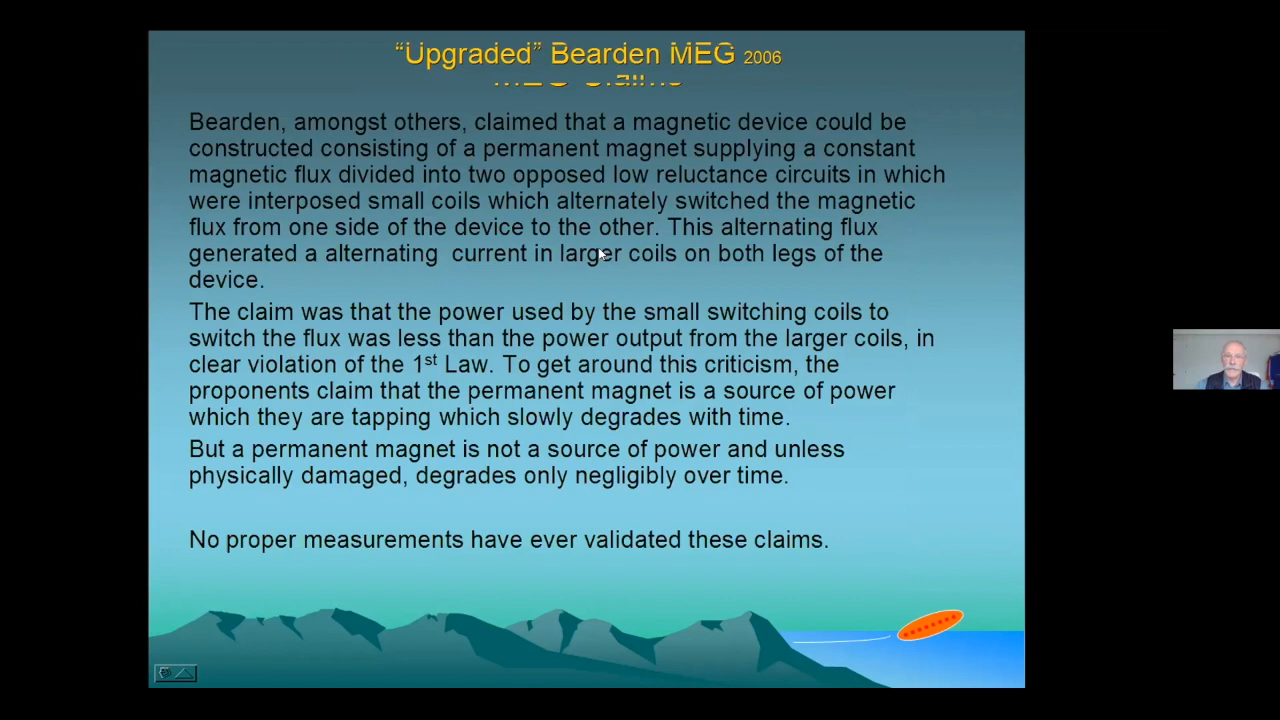 “Upgraded” Bearden MEG 2006
MEG Claims
Bearden, amongst others, claimed that a magnetic device could be
constructed consisting of a permanent magnet supplying a constant
magnetic flux divided into two opposed low reluctance circuits in which
were interposed small coils which alternately switched the magnetic
flux from one side of the device to the other. This alternating flux
generated a alternating current in larger coils on both legs of the
device.
The claim was that the power used by the small switching coils to
switch the flux was less than the power output from the larger coils, in
clear violation of the 1st Law. To get around this criticism, the
proponents claim that the permanent magnet is a source of power
which they are tapping which slowly degrades with time.
But a permanent magnet is not a source of power and unless
physically damaged, degrades only negligibly over time.
No proper measurements have ever validated these claims.